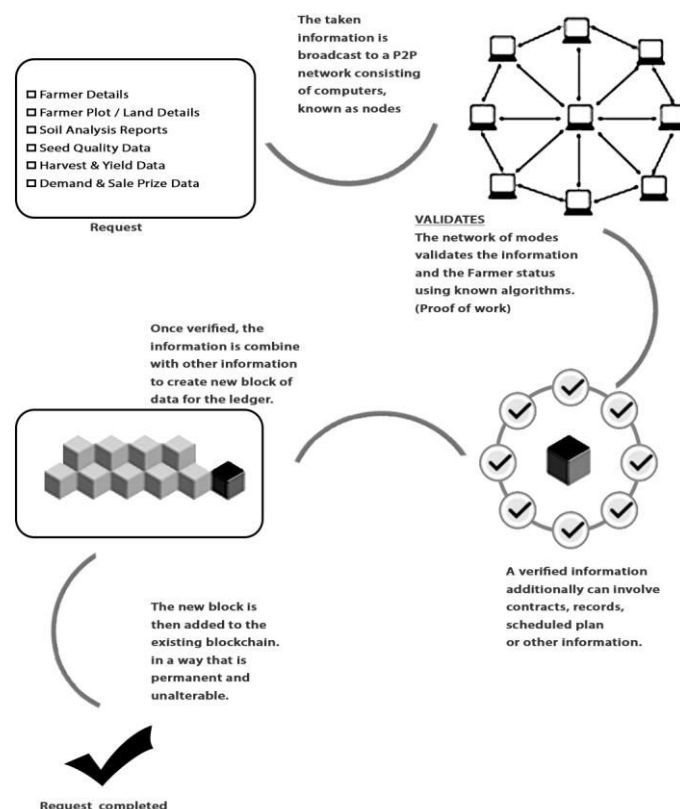 The taken
information is
broadcast to a P2P
network consisting
of computers,
known as nodes
Farmer Details
Farmer Plot / Land Details
Soil Analysis Reports
Seed Quality Data
Harvest & Yield Data
Demand & Sale Prize Data
Request
VALIDATES
The network of modes
validates the information
and the Farmer status
using known algorithms.
(Proof of work)
Once verified, the
information is combine
with other information
to create new block of
data for the ledger.
A verified information
additionally can involve
contracts, records,
scheduled plan
or other information.
The new block is
then added to the
existing blockchain.
in a way that is
permanent and
unalterable.
Request completed